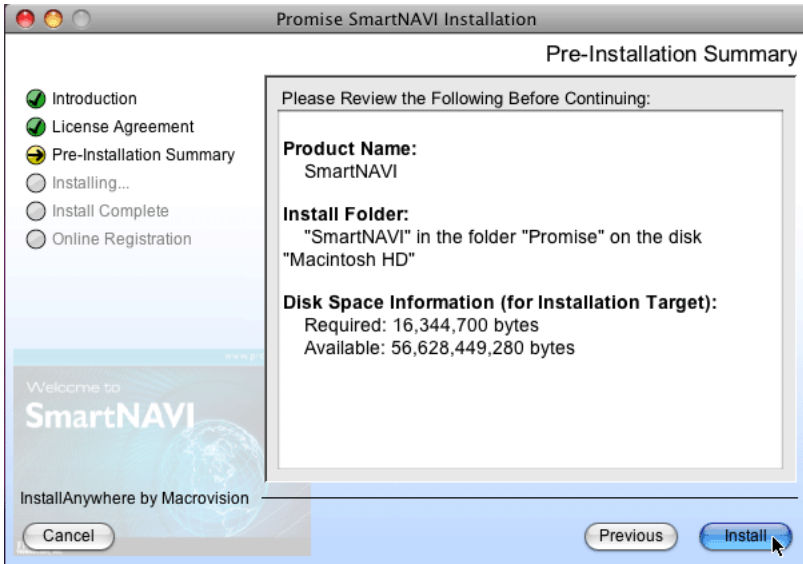 Promise SmartNAVI Installation
Pre-Installation Summary
Introduction
License Agreement
Pre-Installation Summary
Installing...
Install Complete
Online Registration
Please Review the Following Before Continuing:
Product Name:
SmartNAVI
Install Folder:
"SmartNAVI" in the folder "Promise" on the disk
"Macintosh HD"
Disk Space Information (for Installation Target):
Required: 16,344,700 bytes
Available: 56,628,449,280 bytes
Welcome to
SmartNAVI
InstallAnywhere by Macrovision
Cancel
Previous
Install